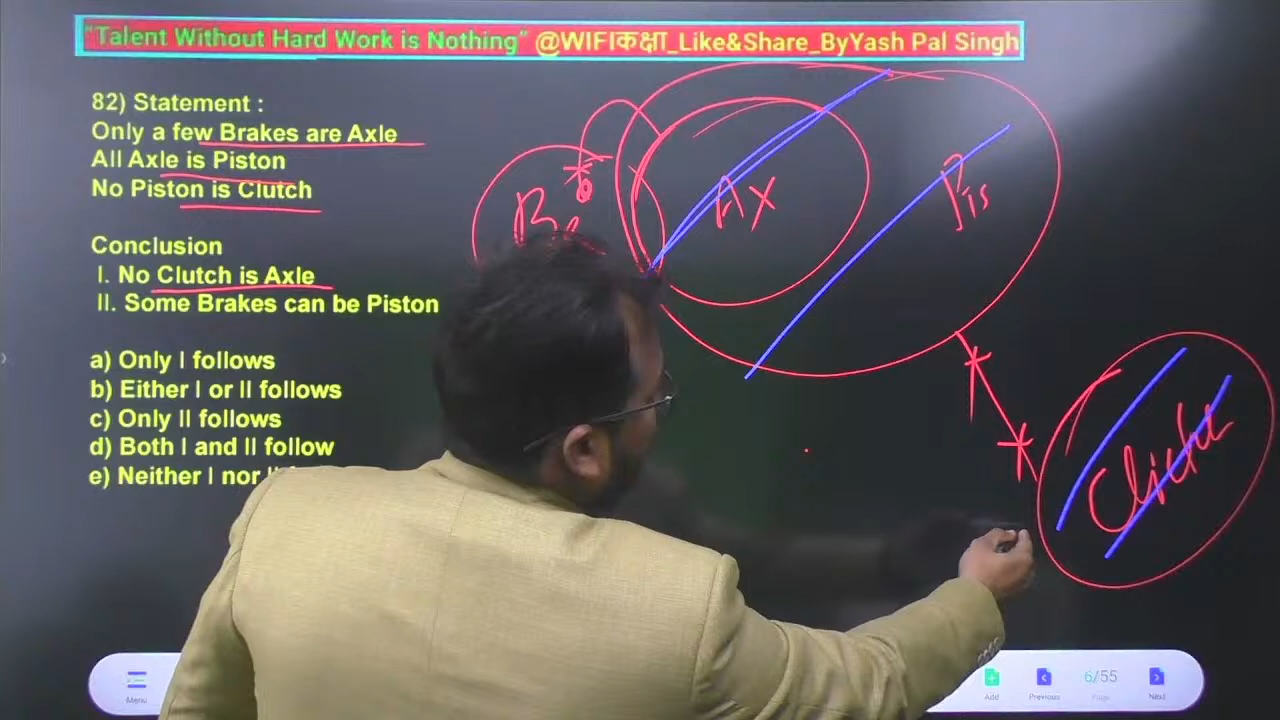 "Talent Without Hard Work is Nothing" @WIFIकक्षा_Like&Share_ByYash Pal Singh
82) Statement :
Only a few Brakes are Axle
All Axle is Piston
No Piston is Clutch
Conclusion
I. No Clutch is Axle
II. Some Brakes can be Piston
a) Only I follows
b) Either I or II follows
c) Only II follows
d) Both I and II follow
e) Neither I nor
Ax
Pis
Menu
Add
Previous
6/55
Page
Next